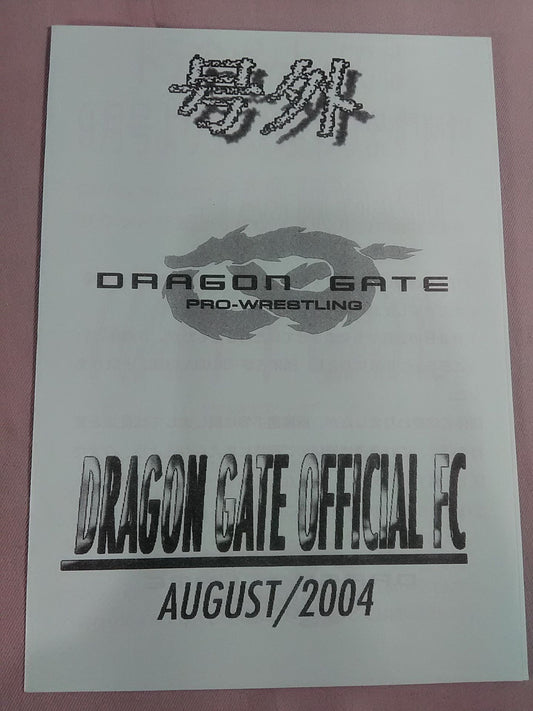 号外
DRAGON GATE
PRO-WRESTLING
DRAGON GATE OFFICIAL FC
AUGUST/2004